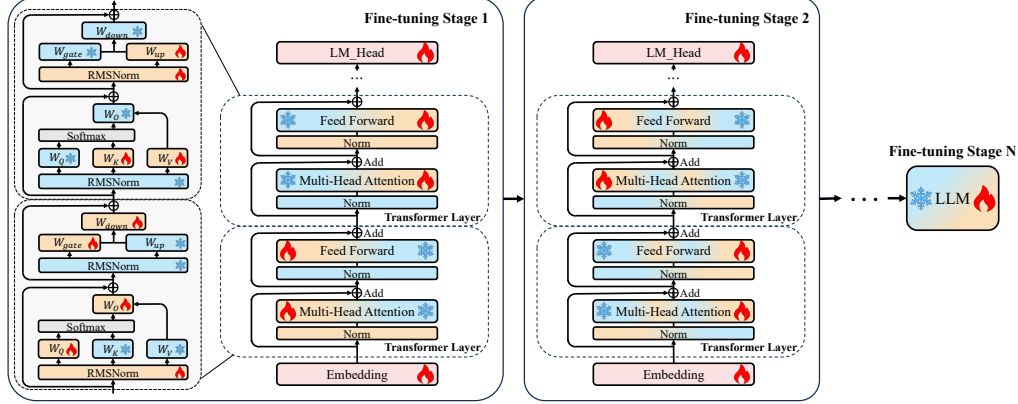 Fine-tuning Stage 1
W_down
W_gate
W_up
RMSNorm
W_O
Softmax
W_Q
W_K
W_V
RMSNorm
W_down
W_gate
W_up
RMSNorm
W_O
Softmax
W_Q
W_K
W_V
RMSNorm
LM_Head
...
Feed Forward
Norm
Add
Multi-Head Attention
Norm
Transformer Layer
Add
Feed Forward
Norm
Add
Multi-Head Attention
Norm
Transformer Layer
Embedding
Fine-tuning Stage 2
LM_Head
...
Feed Forward
Norm
Add
Multi-Head Attention
Norm
Transformer Layer
Add
Feed Forward
Norm
Add
Multi-Head Attention
Norm
Transformer Layer
Embedding
. . .
Fine-tuning Stage N
LLM